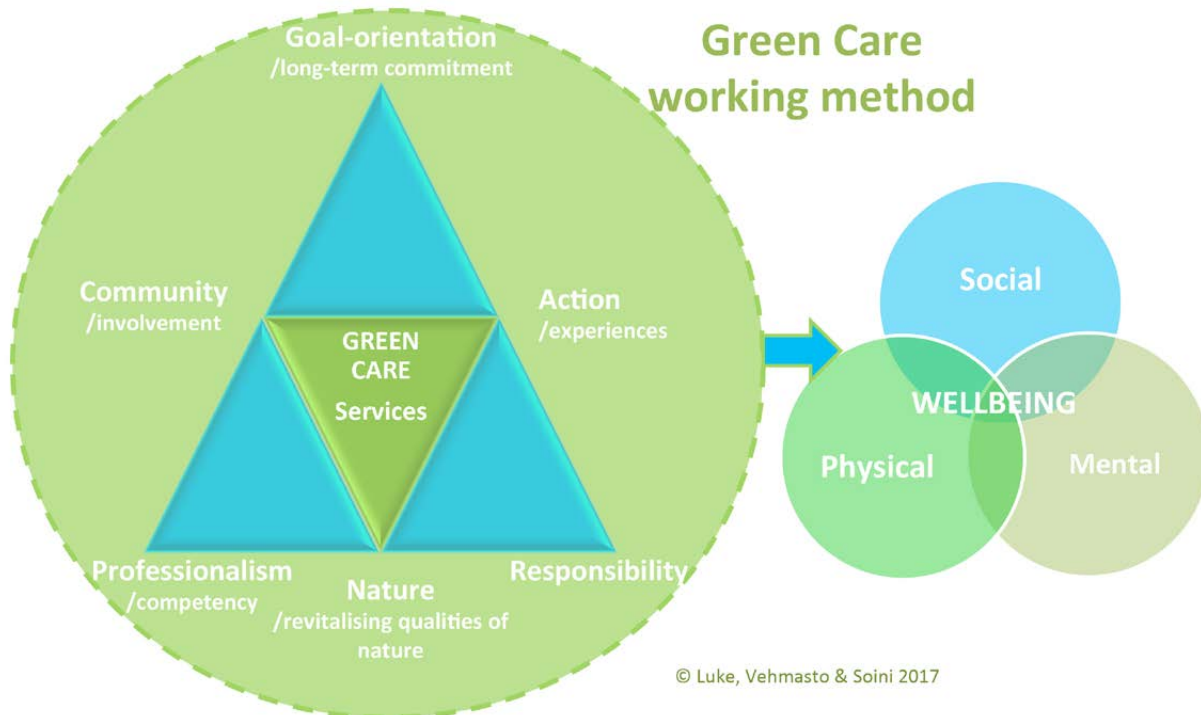 Goal-orientation
/long-term commitment
Green Care
working method
Community
/involvement
Action
/experiences
GREEN
CARE
Services
Professionalism
/competency
Nature
/revitalising qualities of
nature
Responsibility
Social
WELLBEING
Physical
Mental
© Luke, Vehmasto & Soini 2017